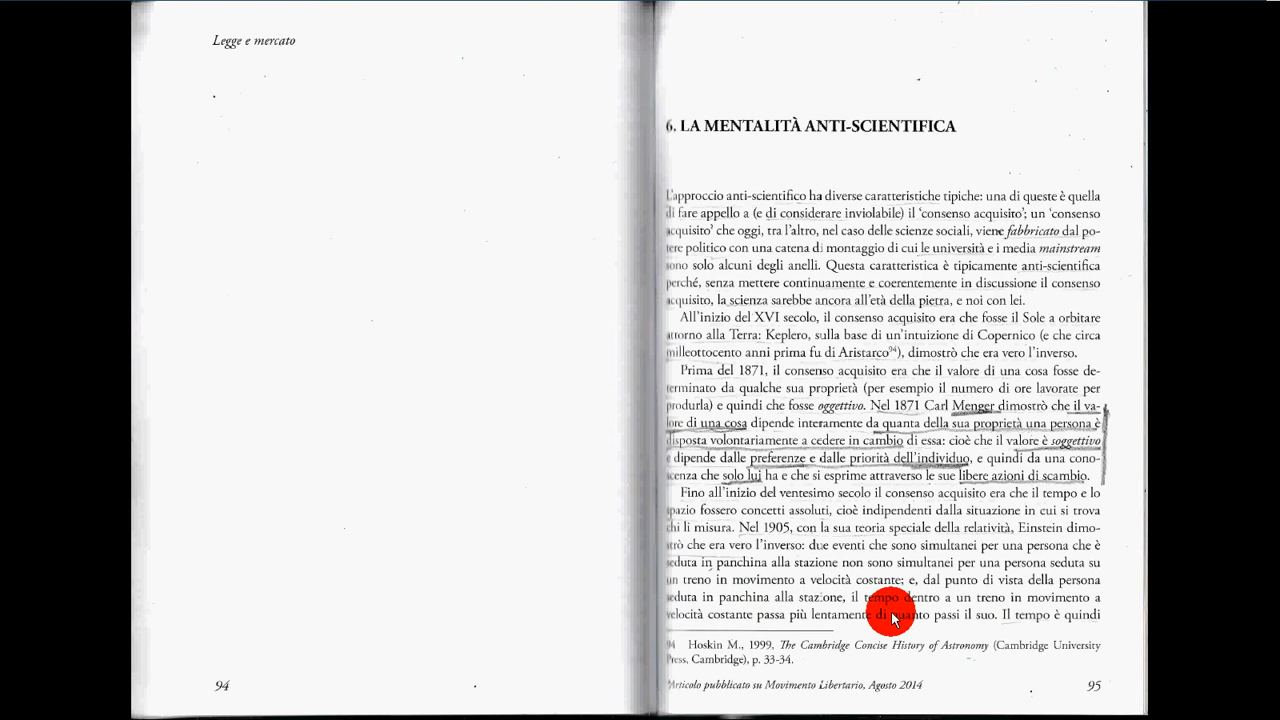 Legge e mercato
94
6. LA MENTALITÀ ANTI-SCIENTIFICA
L'approccio anti-scientifico ha diverse caratteristiche tipiche: una di queste è quella
di fare appello a (e di considerare inviolabile) il 'consenso acquisito'; un 'consenso
acquisito' che oggi, tra l'altro, nel caso delle scienze sociali, viene fabbricato dal po-
tere politico con una catena di montaggio di cui le università e i media mainstream
sono solo alcuni degli anelli. Questa caratteristica è tipicamente anti-scientifica
perché, senza mettere continuamente e coerentemente in discussione il consenso
acquisito, la scienza sarebbe ancora all'età della pietra, e noi con lei.
All'inizio del XVI secolo, il consenso acquisito era che fosse il Sole a orbitare
attorno alla Terra: Keplero, sulla base di un'intuizione di Copernico (e che circa
milleottocento anni prima fu di Aristarco94), dimostrò che era vero l'inverso.
Prima del 1871, il consenso acquisito era che il valore di una cosa fosse de-
terminato da qualche sua proprietà (per esempio il numero di ore lavorate per
produrla) e quindi che fosse oggettivo. Nel 1871 Carl Menger dimostrò che il va-
lore di una cosa dipende interamente da quanta della sua proprietà una persona è
disposta volontariamente a cedere in cambio di essa: cioè che il valore è soggettivo
e dipende dalle preferenze e dalle priorità dell'individuo, e quindi da una cono-
scenza che solo lui ha e che si esprime attraverso le sue libere azioni di scambio.
Fino all'inizio del ventesimo secolo il consenso acquisito era che il tempo e lo
spazio fossero concetti assoluti, cioè indipendenti dalla situazione in cui si trova
chi li misura. Nel 1905, con la sua teoria speciale della relatività, Einstein dimo-
strò che era vero l'inverso: due eventi che sono simultanei per una persona che è
seduta in panchina alla stazione non sono simultanei per una persona seduta su
un treno in movimento a velocità costante; e, dal punto di vista della persona
seduta in panchina alla stazione, il tempo dentro a un treno in movimento a
velocità costante passa più lentamente di quanto passi il suo. Il tempo è quindi
94 Hoskin M., 1999, The Cambridge Concise History of Astronomy (Cambridge University
Press, Cambridge), p. 33-34.
Articolo pubblicato su Movimento Libertario, Agosto 2014
95